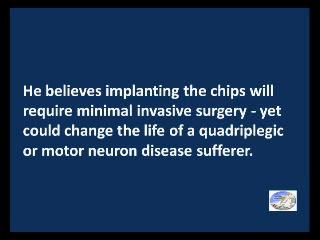 He believes implanting the chips will
require minimal invasive surgery - yet
could change the life of a quadriplegic
or motor neuron disease sufferer.